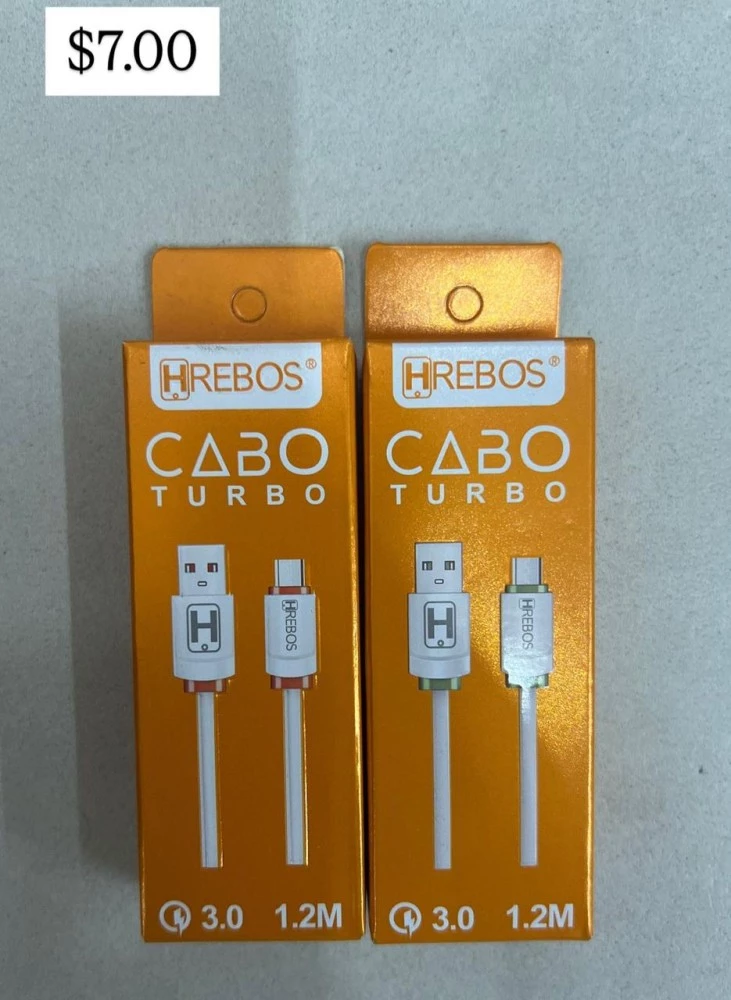 $7.00
HREBOS®
CABO
TURBO
H
HREBOS
3.0 1.2M
HREBOS®
CABO
TURBO
H
HREBOS
3.0 1.2M